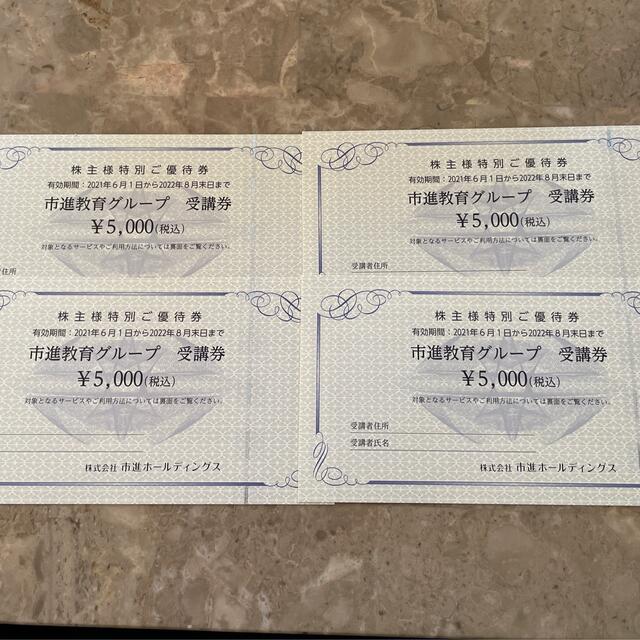 株主様特別ご優待券
有効期間：2021年6月1日から2022年8月末日まで
市進教育グループ 受講券
￥5,000(税込)
対象となるサービスやご利用方法については裏面をご覧ください。
住所
株主様特別ご優待券
有効期間：2021年6月1日から2022年8月末日まで
市進教育グループ 受講券
￥5,000(税込)
対象となるサービスやご利用方法については裏面をご覧ください。
受講者住所
株主様特別ご優待券
有効期間：2021年6月1日から2022年8月末日まで
市進教育グループ 受講券
￥5,000(税込)
対象となるサービスやご利用方法については裏面をご覧ください。
株式会社 市進ホールディングス
株主様特別ご優待券
有効期間：2021年6月1日から2022年8月末日まで
市進教育グループ 受講券
￥5,000(税込)
対象となるサービスやご利用方法については裏面をご覧ください。
受講者住所
受講者氏名
株式会社 市進ホールディングス